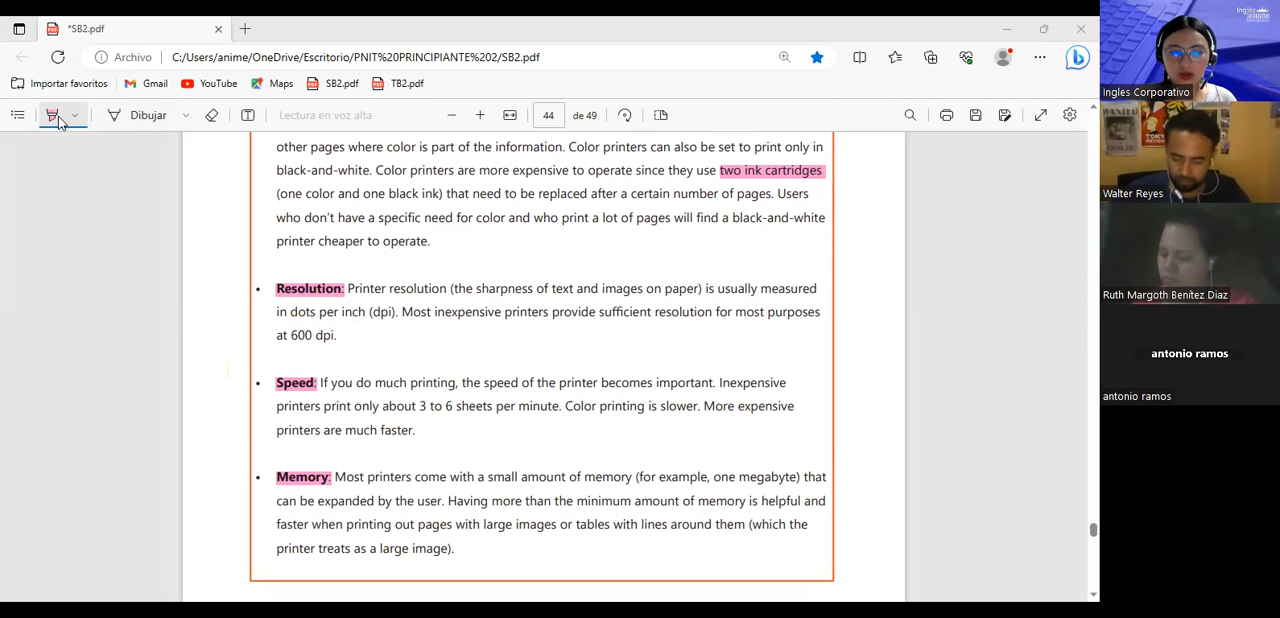 *SB2.pdf
Archivo C:/Users/anime/OneDrive/Escritorio/PNIT%20PRINCIPIANTE%202/SB2.pdf
Importar favoritos Gmail YouTube Maps SB2.pdf TB2.pdf
Dibujar Lectura en voz alta 44 de 49
other pages where color is part of the information. Color printers can also be set to print only in
black-and-white. Color printers are more expensive to operate since they use two ink cartridges
(one color and one black ink) that need to be replaced after a certain number of pages. Users
who don't have a specific need for color and who print a lot of pages will find a black-and-white
printer cheaper to operate.
• Resolution: Printer resolution (the sharpness of text and images on paper) is usually measured
in dots per inch (dpi). Most inexpensive printers provide sufficient resolution for most purposes
at 600 dpi.
• Speed: If you do much printing, the speed of the printer becomes important. Inexpensive
printers print only about 3 to 6 sheets per minute. Color printing is slower. More expensive
printers are much faster.
• Memory: Most printers come with a small amount of memory (for example, one megabyte) that
can be expanded by the user. Having more than the minimum amount of memory is helpful and
faster when printing out pages with large images or tables with lines around them (which the
printer treats as a large image).
Ingles
Ingles Corporativo
WANTED
Walter Reyes
Ruth Margoth Benítez Diaz
antonio ramos
antonio ramos